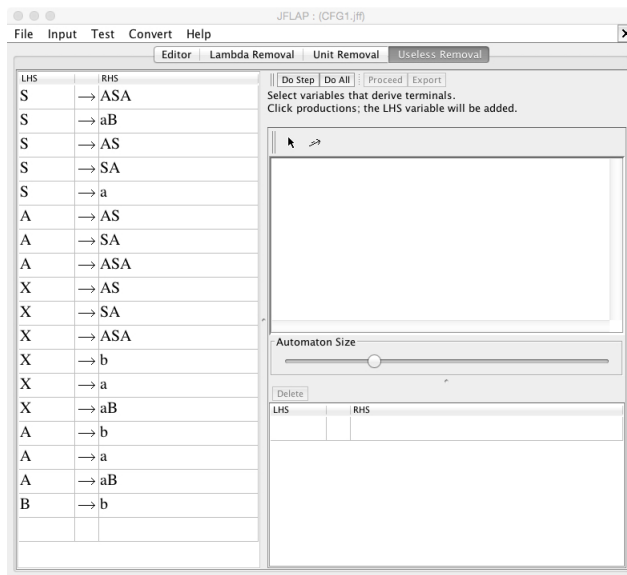 JFLAP : (CFG1.jff)
File Input Test Convert Help
Editor Lambda Removal Unit Removal Useless Removal
LHS RHS
S → ASA
S → aB
S → AS
S → SA
S → a
A → AS
A → SA
A → ASA
X → AS
X → SA
X → ASA
X → b
X → a
X → aB
A → b
A → a
A → aB
B → b
Do Step Do All Proceed Export
Select variables that derive terminals.
Click productions; the LHS variable will be added.
Automaton Size
Delete
LHS RHS